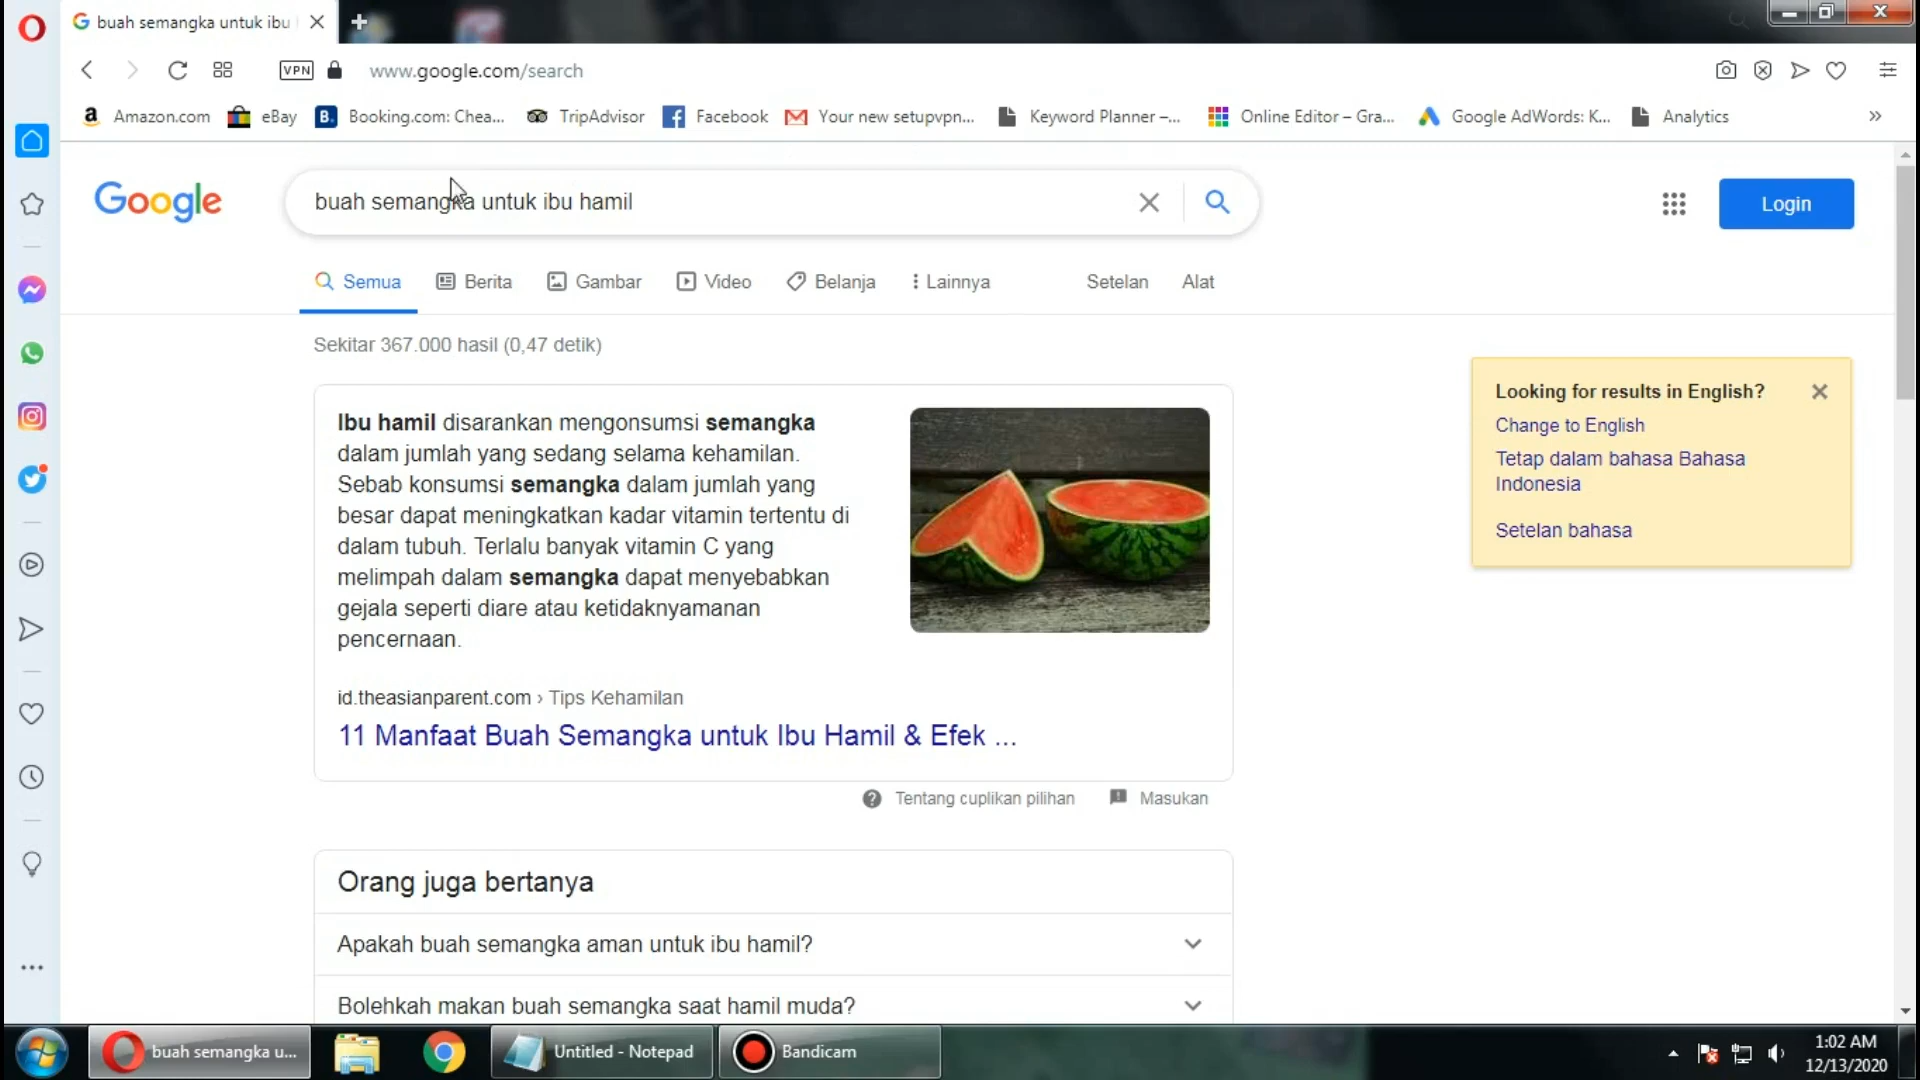 buah semangka untuk ibu
VPN
www.google.com/search
Amazon.com eBay Booking.com: Chea... TripAdvisor Facebook Your new setupvpn... Keyword Planner –... Online Editor – Gra... Google AdWords: K... Analytics »
Google
buah semangka untuk ibu hamil
Login
Semua Berita Gambar Video Belanja Lainnya Setelan Alat
Sekitar 367.000 hasil (0,47 detik)
Ibu hamil disarankan mengonsumsi semangka
dalam jumlah yang sedang selama kehamilan.
Sebab konsumsi semangka dalam jumlah yang
besar dapat meningkatkan kadar vitamin tertentu di
dalam tubuh. Terlalu banyak vitamin C yang
melimpah dalam semangka dapat menyebabkan
gejala seperti diare atau ketidaknyamanan
pencernaan.
id.theasianparent.com › Tips Kehamilan
11 Manfaat Buah Semangka untuk Ibu Hamil & Efek ...
Tentang cuplikan pilihan Masukan
Looking for results in English?
Change to English
Tetap dalam bahasa Bahasa
Indonesia
Setelan bahasa
Orang juga bertanya
Apakah buah semangka aman untuk ibu hamil?
Bolehkah makan buah semangka saat hamil muda?
buah semangka u... Untitled - Notepad Bandicam
1:02 AM
12/13/2020